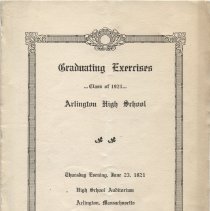 Graduating Exercises
...Class of 1921...
Arlington High School
Thursday Evening, June 23, 1921
High School Auditorium
Arlington, Massachusetts